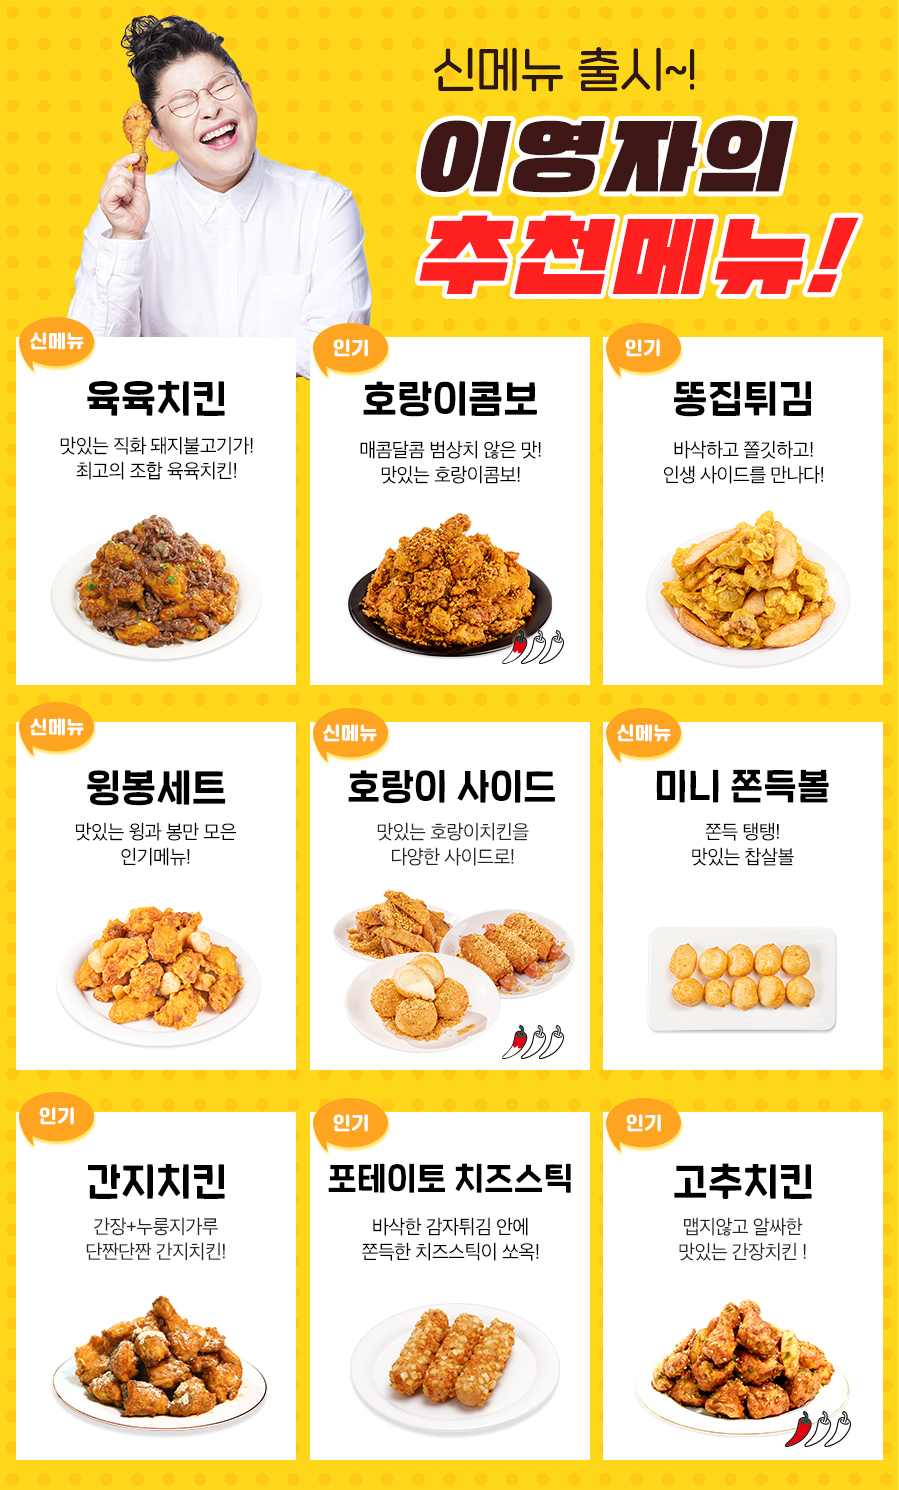 신메뉴 출시~!
이영자의
추천메뉴!
신메뉴
육육치킨
맛있는 직화 돼지불고기가!
최고의 조합 육육치킨!
인기
호랑이콤보
매콤달콤 범상치 않은 맛!
맛있는 호랑이콤보!
인기
똥집튀김
바삭하고 쫄깃하고!
인생 사이드를 만나다!
신메뉴
윙봉세트
맛있는 윙과 봉만 모은
인기메뉴!
신메뉴
호랑이 사이드
맛있는 호랑이치킨을
다양한 사이드로!
신메뉴
미니 쫀득볼
쫀득 탱탱!
맛있는 찹살볼
인기
간지치킨
간장+누룽지가루
단짠단짠 간지치킨!
인기
포테이토 치즈스틱
바삭한 감자튀김 안에
쫀득한 치즈스틱이 쏘옥!
인기
고추치킨
맵지않고 알싸한
맛있는 간장치킨 !